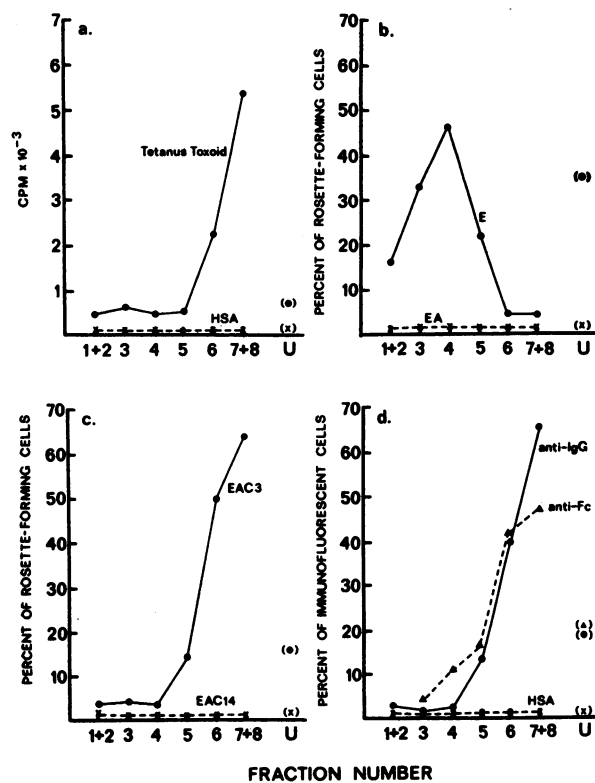 a.
CPM x 10⁻³
7
6
5
4
3
2
1
Tetanus Toxoid
HSA
(●)
(x)
1+2 3 4 5 6 7+8 U
b.
PERCENT OF ROSETTE-FORMING CELLS
70
60
50
40
30
20
10
E
EA
(●)
(x)
1+2 3 4 5 6 7+8 U
c.
PERCENT OF ROSETTE-FORMING CELLS
70
60
50
40
30
20
10
EAC3
EAC14
(●)
(x)
1+2 3 4 5 6 7+8 U
d.
PERCENT OF IMMUNOFLUORESCENT CELLS
70
60
50
40
30
20
10
anti-IgG
anti-Fc
HSA
(▲)
(●)
(x)
1+2 3 4 5 6 7+8 U
FRACTION NUMBER